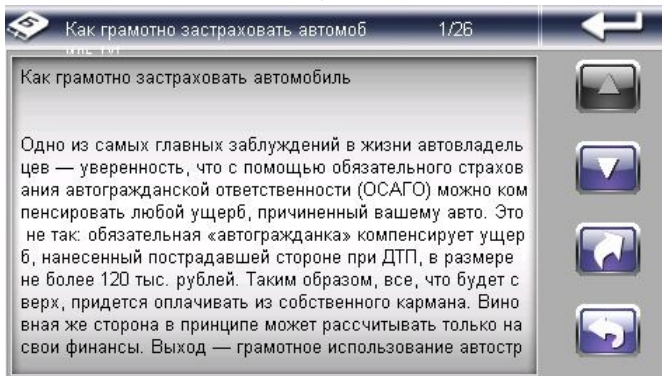 Как грамотно застраховать автомоб 1/26
Как грамотно застраховать автомобиль
Одно из самых главных заблуждений в жизни автовладель
цев — уверенность, что с помощью обязательного страхов
ания автогражданской ответственности (ОСАГО) можно ком
пенсировать любой ущерб, причиненный вашему авто. Это
не так: обязательная «автогражданка» компенсирует ущер
б, нанесенный пострадавшей стороне при ДТП, в размере
не более 120 тыс. рублей. Таким образом, все, что будет с
верх, придется оплачивать из собственного кармана. Вино
вная же сторона в принципе может рассчитывать только на
свои финансы. Выход — грамотное использование автостр